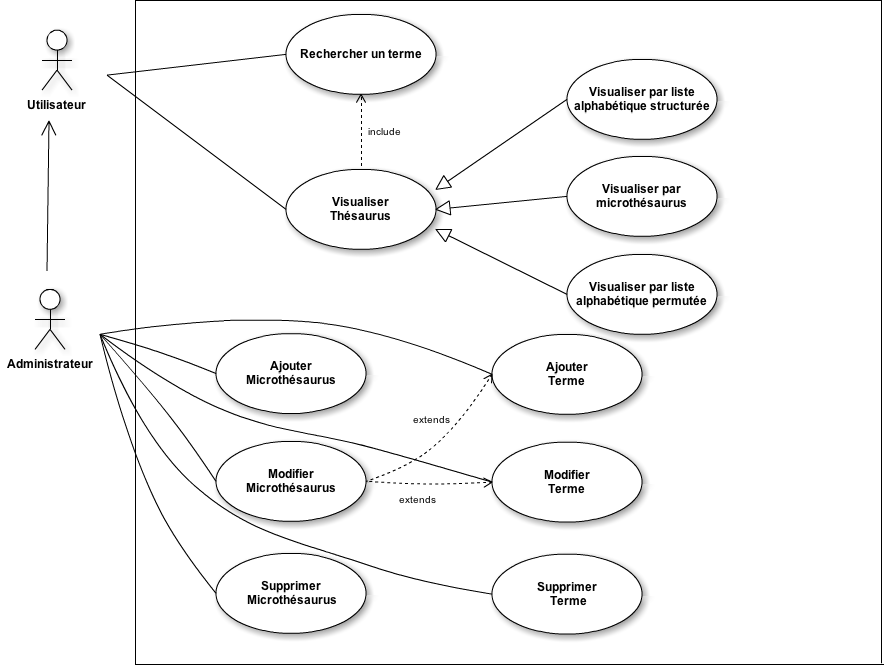 Utilisateur
Rechercher un terme
Visualiser par liste
alphabétique structurée
include
Visualiser
Thésaurus
Visualiser par
microthésaurus
Visualiser par liste
alphabétique permutée
Administrateur
Ajouter
Microthésaurus
Ajouter
Terme
extends
Modifier
Microthésaurus
Modifier
Terme
extends
Supprimer
Microthésaurus
Supprimer
Terme